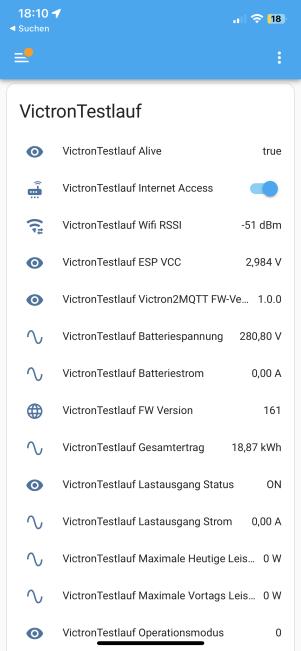 18:10
18
◀ Suchen
VictronTestlauf
VictronTestlauf Alive true
VictronTestlauf Internet Access
VictronTestlauf Wifi RSSI -51 dBm
VictronTestlauf ESP VCC 2,984 V
VictronTestlauf Victron2MQTT FW-Ve... 1.0.0
VictronTestlauf Batteriespannung 280,80 V
VictronTestlauf Batteriestrom 0,00 A
VictronTestlauf FW Version 161
VictronTestlauf Gesamtertrag 18,87 kWh
VictronTestlauf Lastausgang Status ON
VictronTestlauf Lastausgang Strom 0,00 A
VictronTestlauf Maximale Heutige Leis... 0 W
VictronTestlauf Maximale Vortags Leis... 0 W
VictronTestlauf Operationsmodus 0